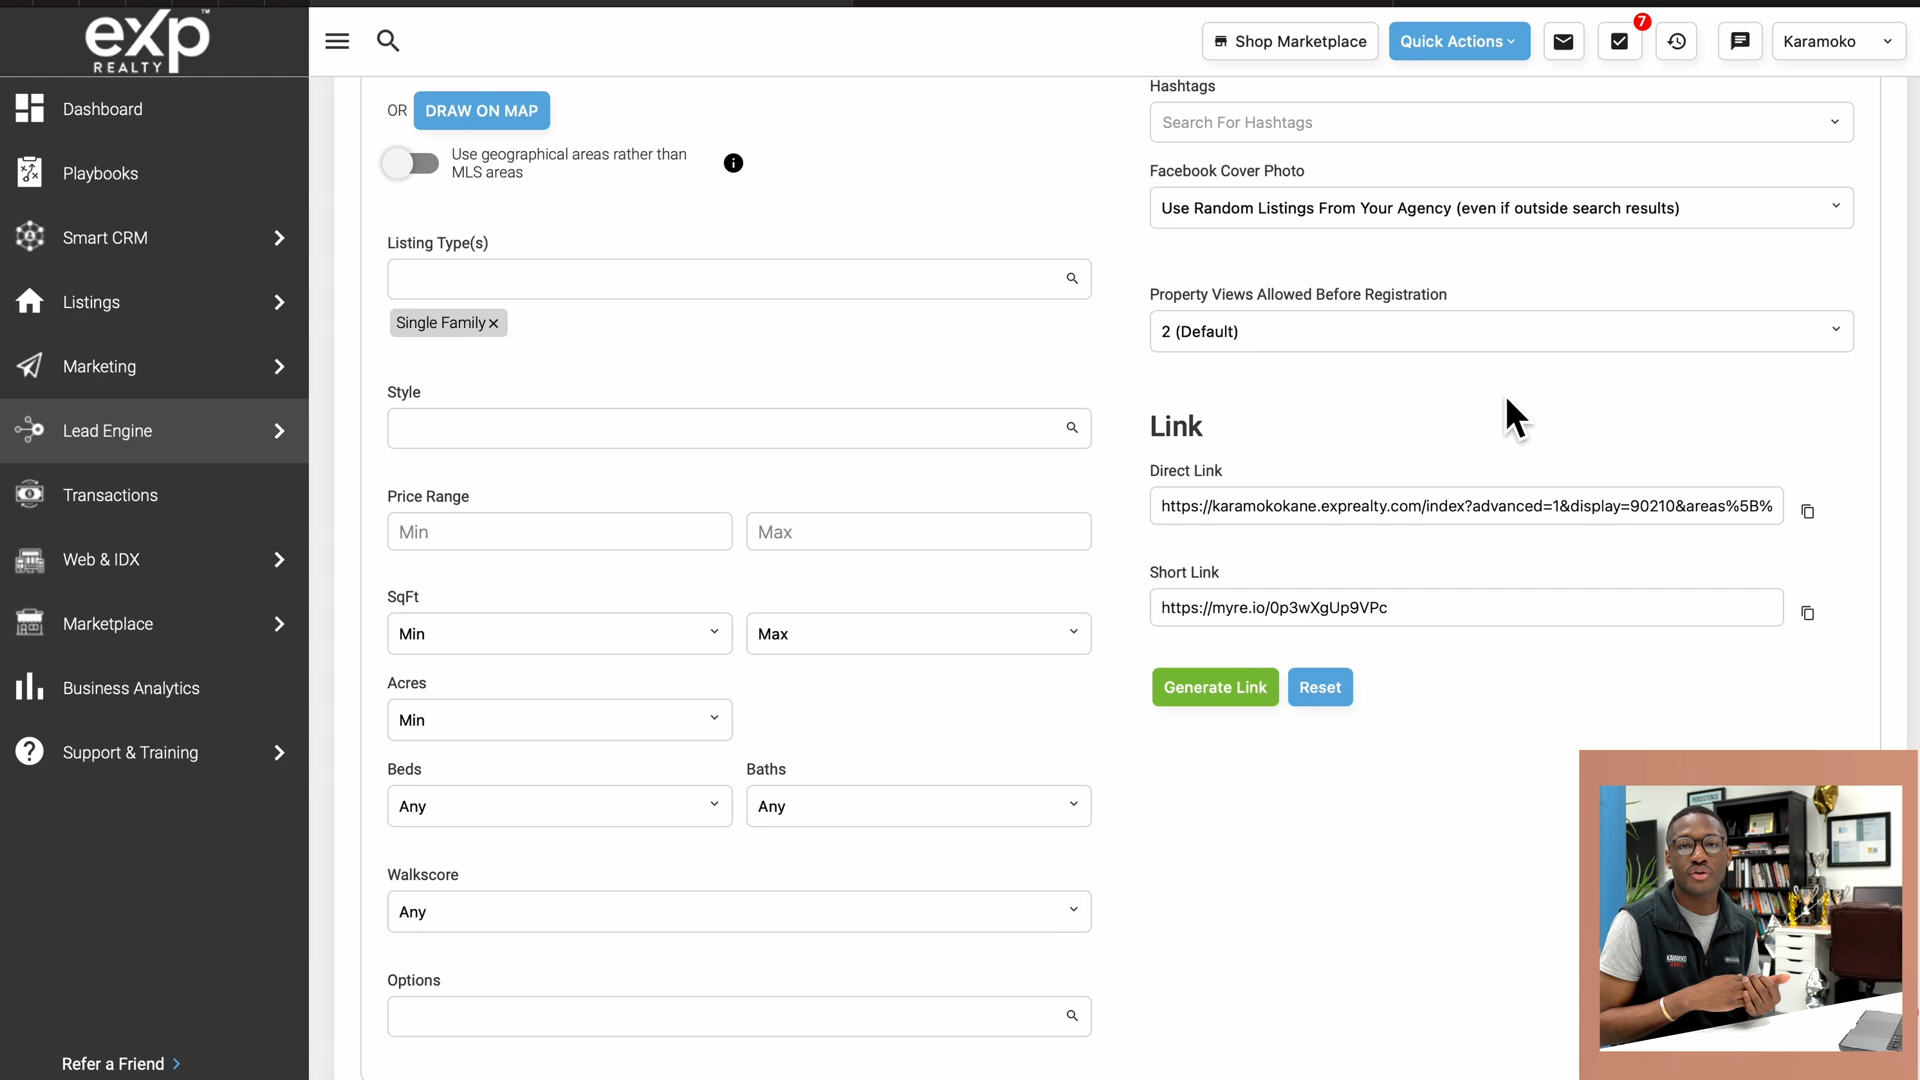 exp™
REALTY
Shop Marketplace
Quick Actions
7
Karamoko
Dashboard
Playbooks
Smart CRM
Listings
Marketing
Lead Engine
Transactions
Web & IDX
Marketplace
Business Analytics
Support & Training
Refer a Friend
OR
DRAW ON MAP
Use geographical areas rather than
MLS areas
Listing Type(s)
Single Family
Style
Price Range
Min
Max
SqFt
Min
Max
Acres
Min
Beds
Baths
Any
Any
Walkscore
Any
Options
Hashtags
Search For Hashtags
Facebook Cover Photo
Use Random Listings From Your Agency (even if outside search results)
Property Views Allowed Before Registration
2 (Default)
Link
Direct Link
https://karamokokane.exprealty.com/index?advanced=1&display=90210&areas%5B%
Short Link
https://myre.io/0p3wXgUp9VPc
Generate Link
Reset
PERSISTENCE
KARAMOKO